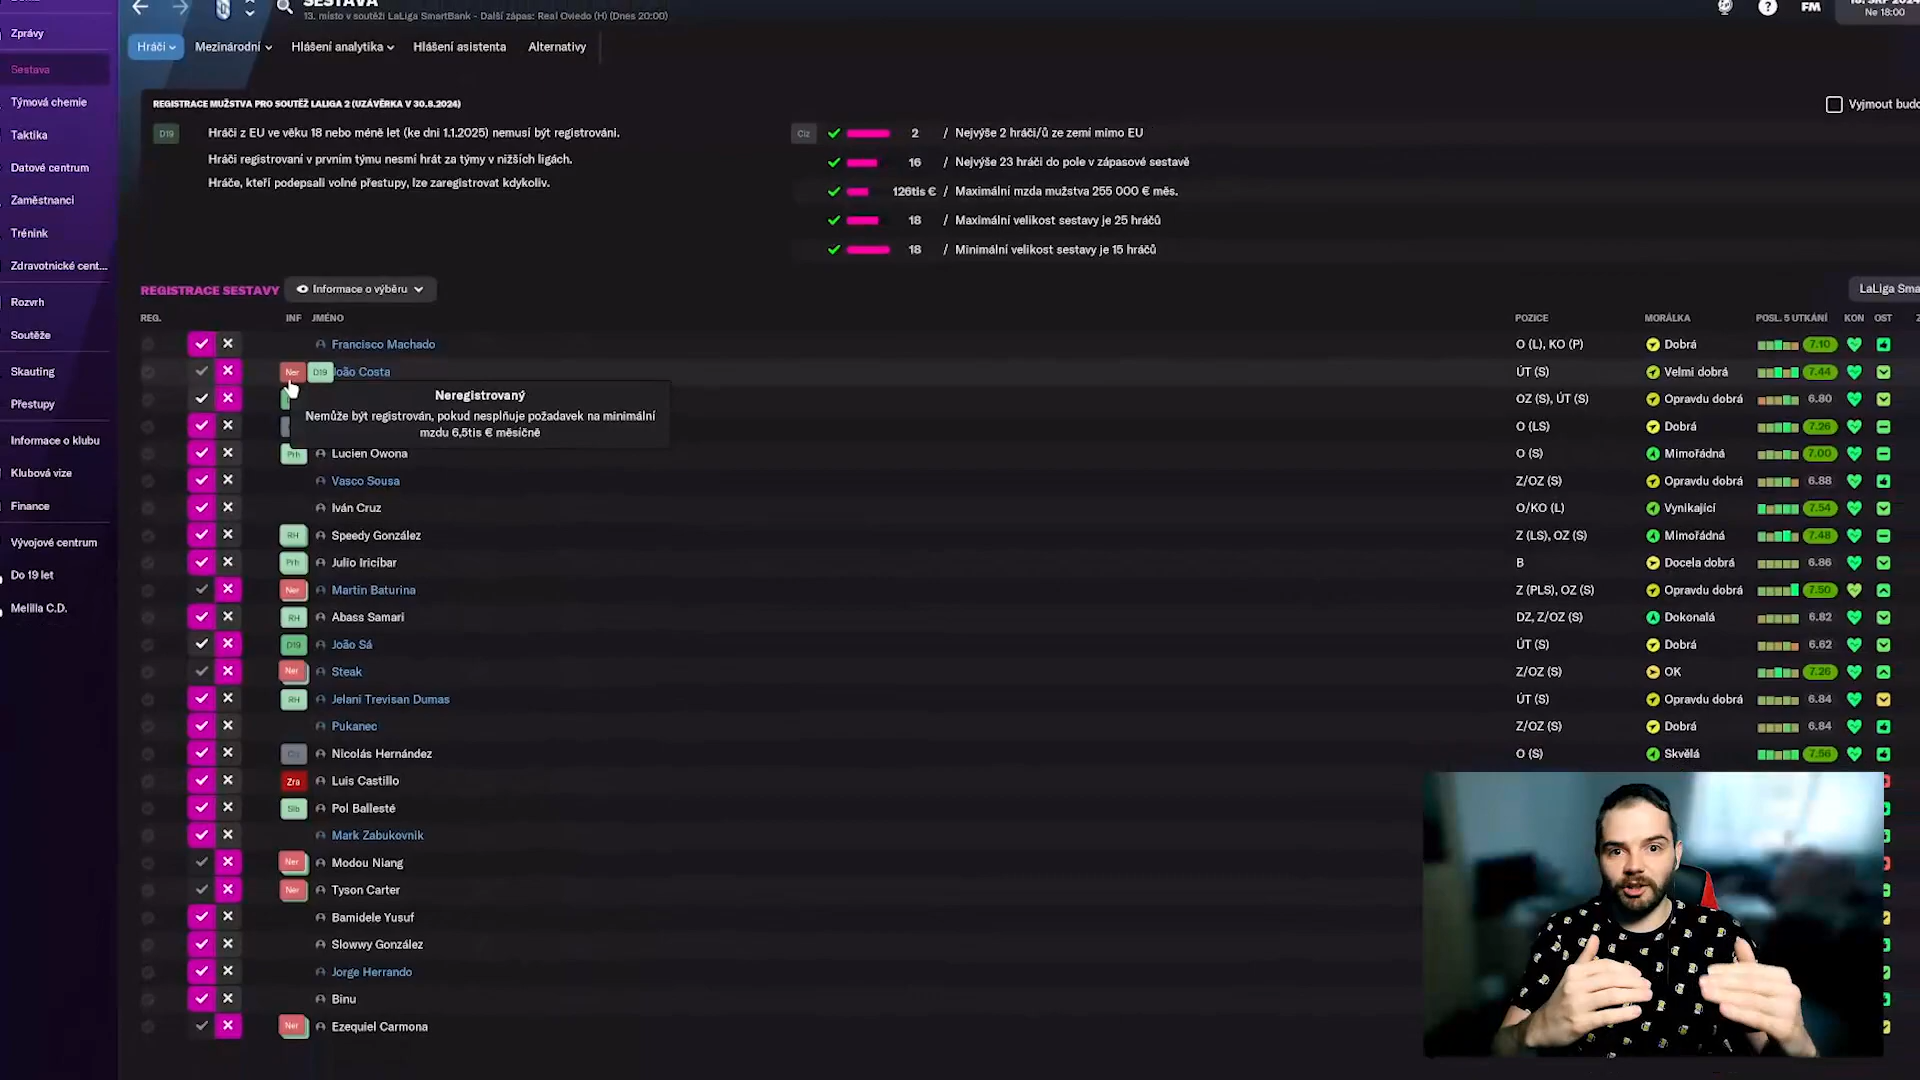 Zprávy
Sestava
Týmová chemie
Taktika
Datové centrum
Zaměstnanci
Trénink
Zdravotnické cent...
Rozvrh
Soutěže
Skauting
Přestupy
Informace o klubu
Klubová vize
Finance
Vývojové centrum
Do 19 let
Melilla C.D.
SESTAVA
13. místo v soutěži LaLiga SmartBank - Další zápas: Real Oviedo (H) (Dnes 20:00)
FM
Ne 18:00
Hráči Mezinárodní Hlášení analytika Hlášení asistenta Alternativy
REGISTRACE MUŽSTVA PRO SOUTĚŽ LALIGA 2 (UZÁVĚRKA V 30.8.2024)
D19 Hráči z EU ve věku 18 nebo méně let (ke dni 1.1.2025) nemusí být registrováni.
Hráči registrovaní v prvním týmu nesmí hrát za týmy v nižších ligách.
Hráče, kteří podepsali volné přestupy, lze zaregistrovat kdykoliv.
Vyjmout budo
Ciz 2 / Nejvýše 2 hráči/ů ze zemí mimo EU
16 / Nejvýše 23 hráči do pole v zápasové sestavě
126tis € / Maximální mzda mužstva 255 000 € měs.
18 / Maximální velikost sestavy je 25 hráčů
18 / Minimální velikost sestavy je 15 hráčů
REGISTRACE SESTAVY Informace o výběru LaLiga Sma
REG. INF JMÉNO POZICE MORÁLKA POSL. 5 UTKÁNÍ KON OST
Francisco Machado O (L), KO (P) Dobrá 7.10
Ner D19 João Costa ÚT (S) Velmi dobrá 7.44
Neregistrovaný
Nemůže být registrován, pokud nesplňuje požadavek na minimální
mzdu 6,5tis € měsíčně
OZ (S), ÚT (S) Opravdu dobrá 6.80
O (LS) Dobrá 7.26
Prh Lucien Owona O (S) Mimořádná 7.00
Vasco Sousa Z/OZ (S) Opravdu dobrá 6.88
Iván Cruz O/KO (L) Vynikající 7.54
RH Speedy González Z (LS), OZ (S) Mimořádná 7.48
Prh Julio Iricíbar B Docela dobrá 6.86
Ner Martin Baturina Z (PLS), OZ (S) Opravdu dobrá 7.50
RH Abass Samari DZ, Z/OZ (S) Dokonalá 6.82
D19 João Sá ÚT (S) Dobrá 6.62
Ner Steak Z/OZ (S) OK 7.26
RH Jelani Trevisan Dumas ÚT (S) Opravdu dobrá 6.84
Pukanec Z/OZ (S) Dobrá 6.84
Ciz Nicolás Hernández O (S) Skvělá 7.56
Zra Luis Castillo
Slb Pol Ballesté
Mark Zabukovnik
Ner Modou Niang
Ner Tyson Carter
Bamidele Yusuf
Slowwy González
Jorge Herrando
Binu
Ner Ezequiel Carmona